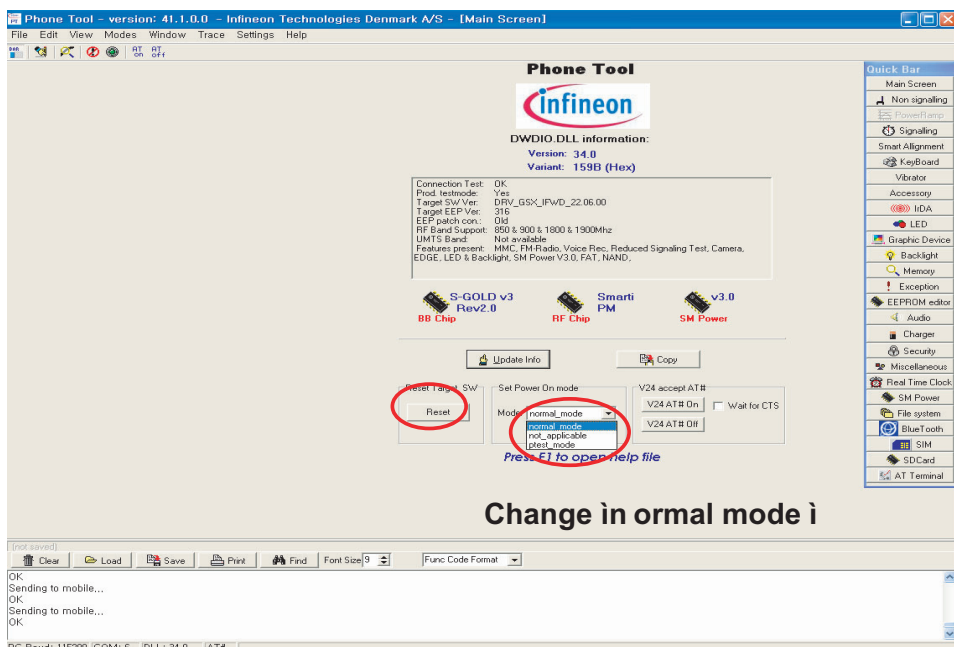 Phone Tool - version: 41.1.0.0 - Infineon Technologies Denmark A/S - [Main Screen]
File Edit View Modes Window Trace Settings Help
AT on AT off
Phone Tool
infineon
DWDIO.DLL information:
Version: 34.0
Variant: 159B (Hex)
Connection Test: OK
Prod. testmode: Yes
Target SW Ver: DRV_GSX_IFWD_22.06.00
Target EEP Ver: 316
EEP patch con.: Old
RF Band Support: 850 & 900 & 1800 & 1900Mhz
UMTS Band: Not available
Features present: MMC, FM-Radio, Voice Rec, Reduced Signaling Test, Camera,
EDGE, LED & Backlight, SM Power V3.0, FAT, NAND,
S-GOLD v3
Rev2.0
BB Chip
Smarti
PM
RF Chip
v3.0
SM Power
Update Info
Copy
Reset Target SW
Reset
Set Power On mode
Mode normal_mode
normal_mode
not_applicable
ptest_mode
V24 accept AT#
V24 AT# On
Wait for CTS
V24 AT# Off
Press F1 to open help file
Change ìn ormal mode ì
Quick Bar
Main Screen
Non signalling
PowerRamp
Signalling
Smart Allignment
KeyBoard
Vibrator
Accessory
IrDA
LED
Graphic Device
Backlight
Memory
Exception
EEPROM editor
Audio
Charger
Security
Miscellaneous
Real Time Clock
SM Power
File system
BlueTooth
SIM
SDCard
AT Terminal
[not saved]
Clear Load Save Print Find Font Size 9 Func Code Format
OK
Sending to mobile...
OK
Sending to mobile...
OK